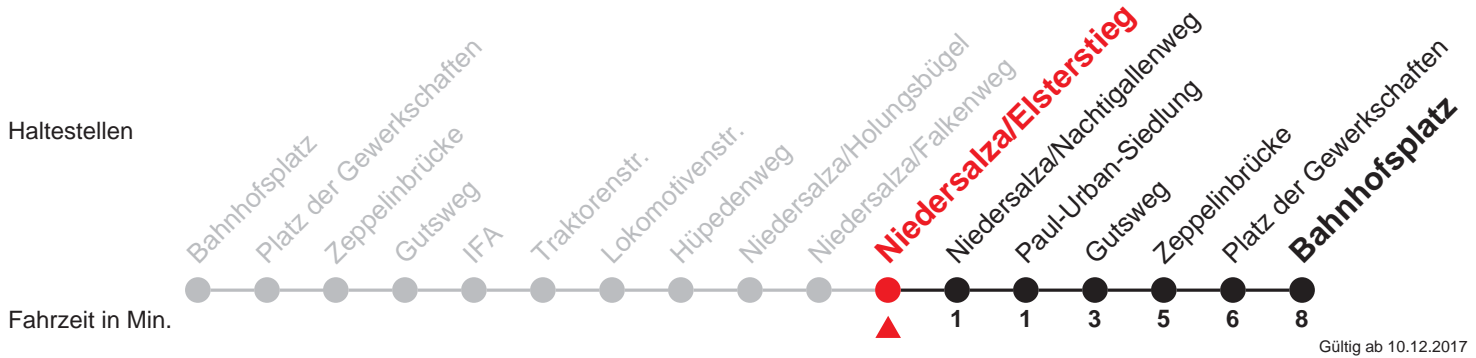 Haltestellen
Bahnhofsplatz
Platz der Gewerkschaften
Zeppelinbrücke
Gutsweg
IFA
Traktorenstr.
Lokomotivenstr.
Hüpedenweg
Niedersalza/Holungsbügel
Niedersalza/Falkenweg
Niedersalza/Elsterstieg
Niedersalza/Nachtigallenweg
Paul-Urban-Siedlung
Gutsweg
Zeppelinbrücke
Platz der Gewerkschaften
Bahnhofsplatz
Fahrzeit in Min.
1 1 3 5 6 8
Gültig ab 10.12.2017